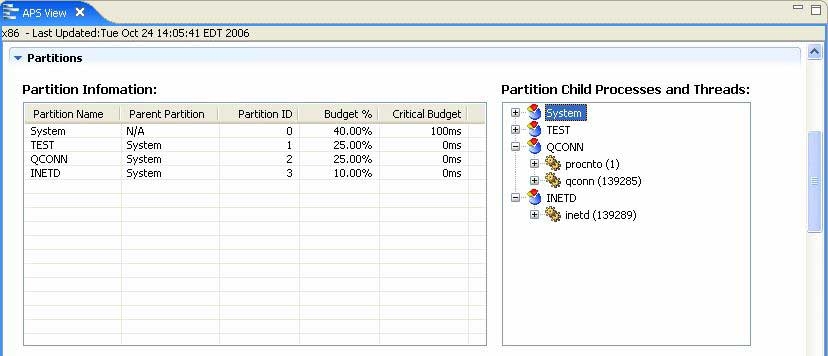 APS View
x86 - Last Updated:Tue Oct 24 14:05:41 EDT 2006
Partitions
Partition Infomation:
Partition Name Parent Partition Partition ID Budget % Critical Budget
System N/A 0 40.00% 100ms
TEST System 1 25.00% 0ms
QCONN System 2 25.00% 0ms
INETD System 3 10.00% 0ms
Partition Child Processes and Threads:
System
TEST
QCONN
procnto (1)
qconn (139285)
INETD
inetd (139289)